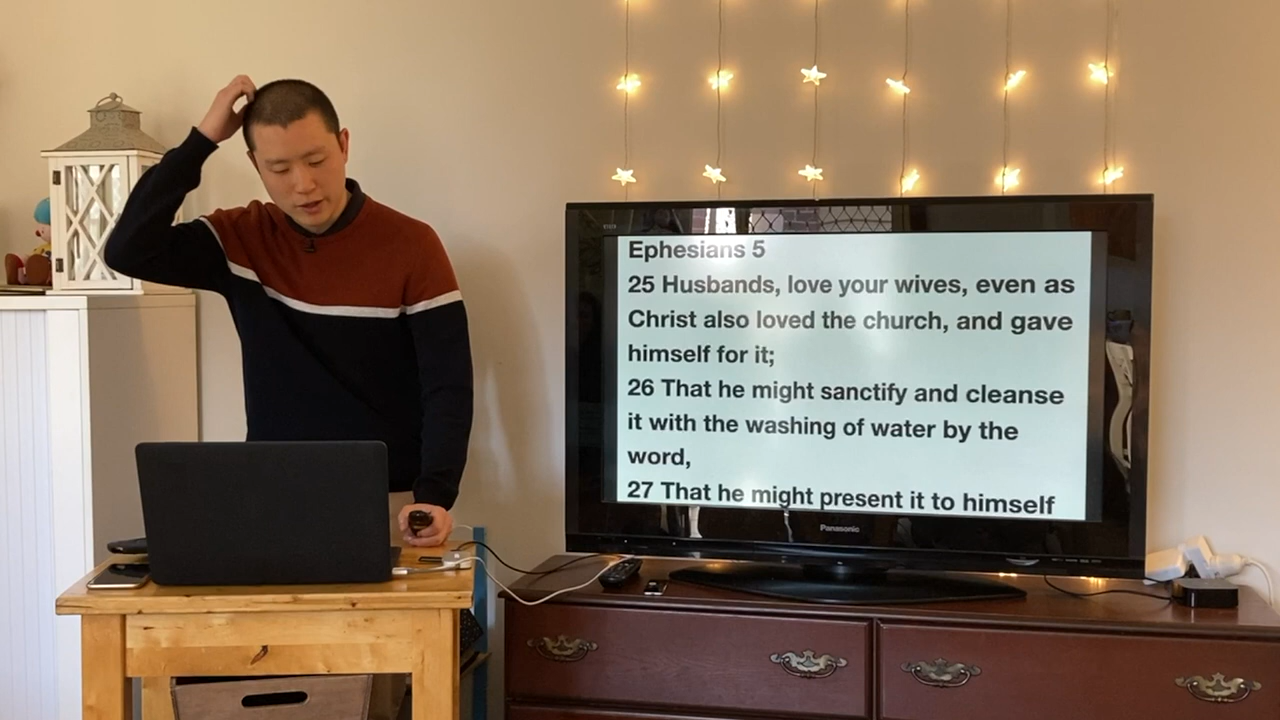 Ephesians 5
25 Husbands, love your wives, even as
Christ also loved the church, and gave
himself for it;
26 That he might sanctify and cleanse
it with the washing of water by the
word,
27 That he might present it to himself
Panasonic